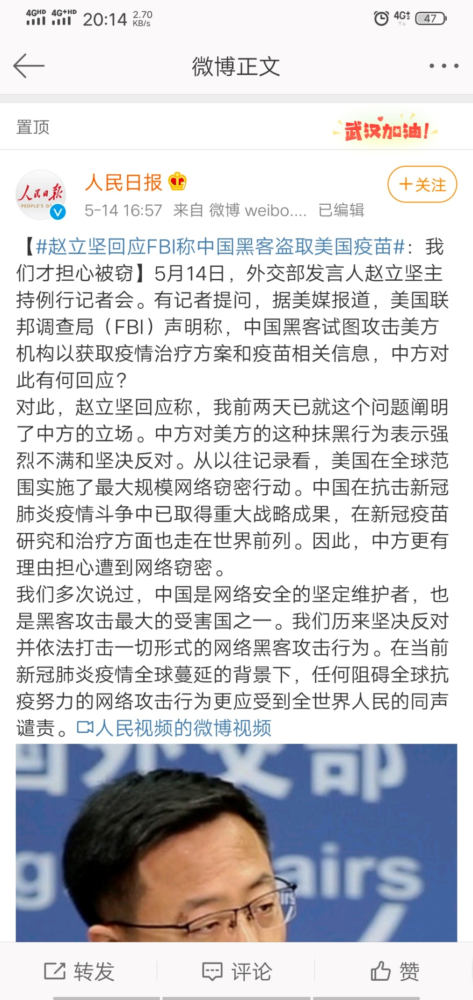 4GHD 4G+HD 20:14 2.70 KB/s 4G+2 47
微博正文
置顶 武汉加油!
人民日报 PEOPLE'S DA
人民日报
+关注
5-14 16:57 来自 微博 weibo.... 已编辑
【#赵立坚回应FBI称中国黑客盗取美国疫苗#：我
们才担心被窃】5月14日，外交部发言人赵立坚主
持例行记者会。有记者提问，据美媒报道，美国联
邦调查局（FBI）声明称，中国黑客试图攻击美方
机构以获取疫情治疗方案和疫苗相关信息，中方对
此有何回应？
对此，赵立坚回应称，我前两天已就这个问题阐明
了中方的立场。中方对美方的这种抹黑行为表示强
烈不满和坚决反对。从以往记录看，美国在全球范
围实施了最大规模网络窃密行动。中国在抗击新冠
肺炎疫情斗争中已取得重大战略成果，在新冠疫苗
研究和治疗方面也走在世界前列。因此，中方更有
理由担心遭到网络窃密。
我们多次说过，中国是网络安全的坚定维护者，也
是黑客攻击最大的受害国之一。我们历来坚决反对
并依法打击一切形式的网络黑客攻击行为。在当前
新冠肺炎疫情全球蔓延的背景下，任何阻碍全球抗
疫努力的网络攻击行为更应受到全世界人民的同声
谴责。人民视频的微博视频
国外交部
g airs
转发 评论 赞